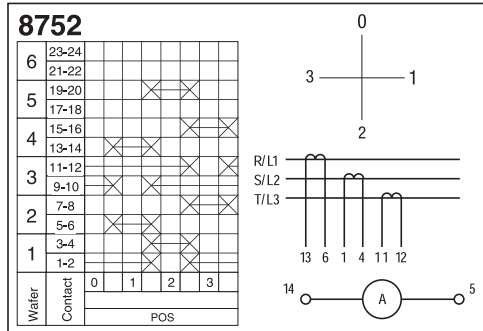 8752
6 23-24
21-22
5 19-20
17-18
4 15-16
13-14
3 11-12
9-10
2 7-8
5-6
1 3-4
1-2
Wafer Contact 0 1 2 3
POS
0
3 1
2
R/L1
S/L2
T/L3
13 6 1 4 11 12
14 A 5